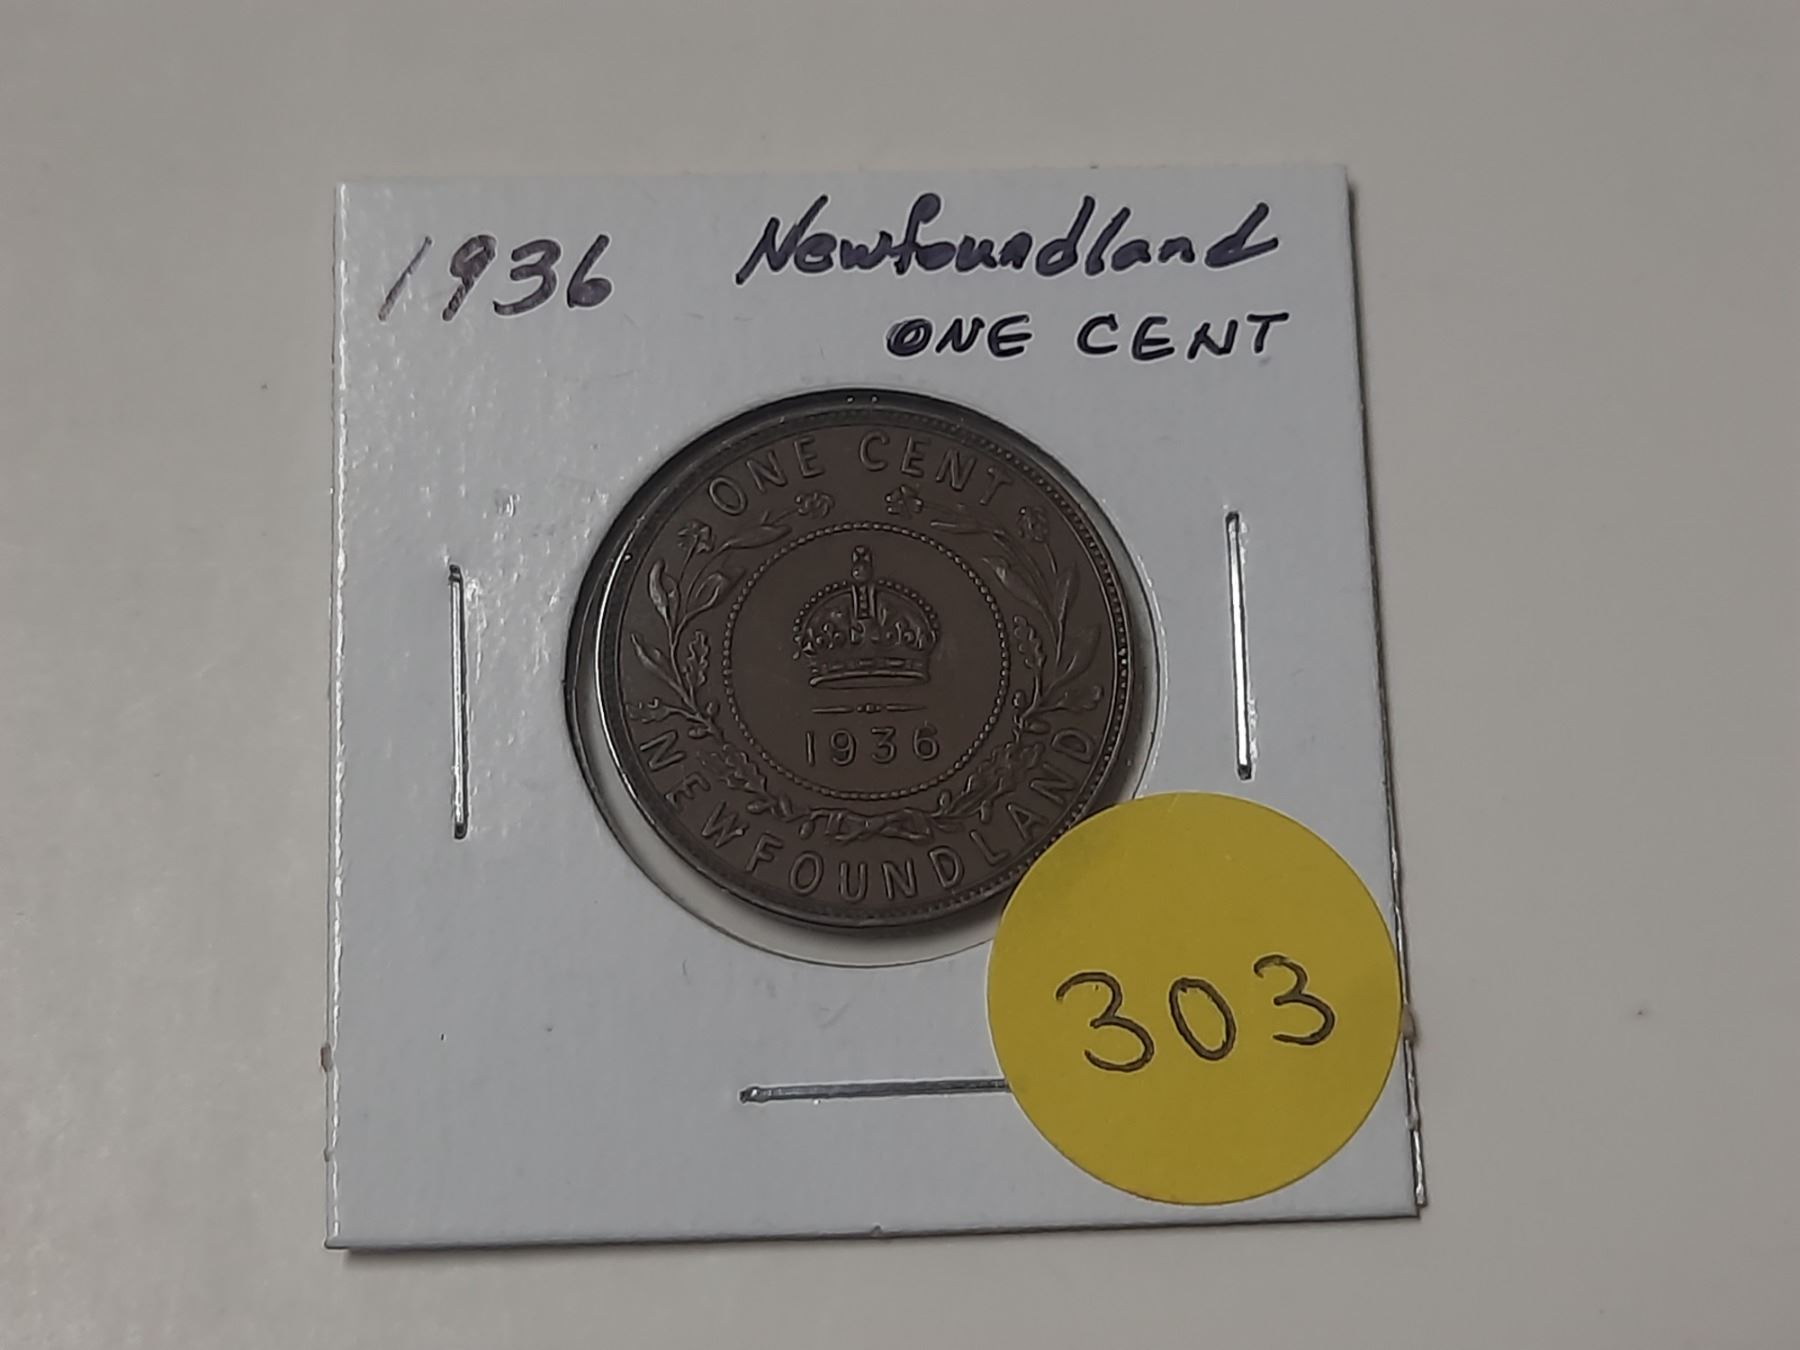 1936 Newfoundland
ONE CENT
ONE CENT
1936
NEWFOUNDLAND
303